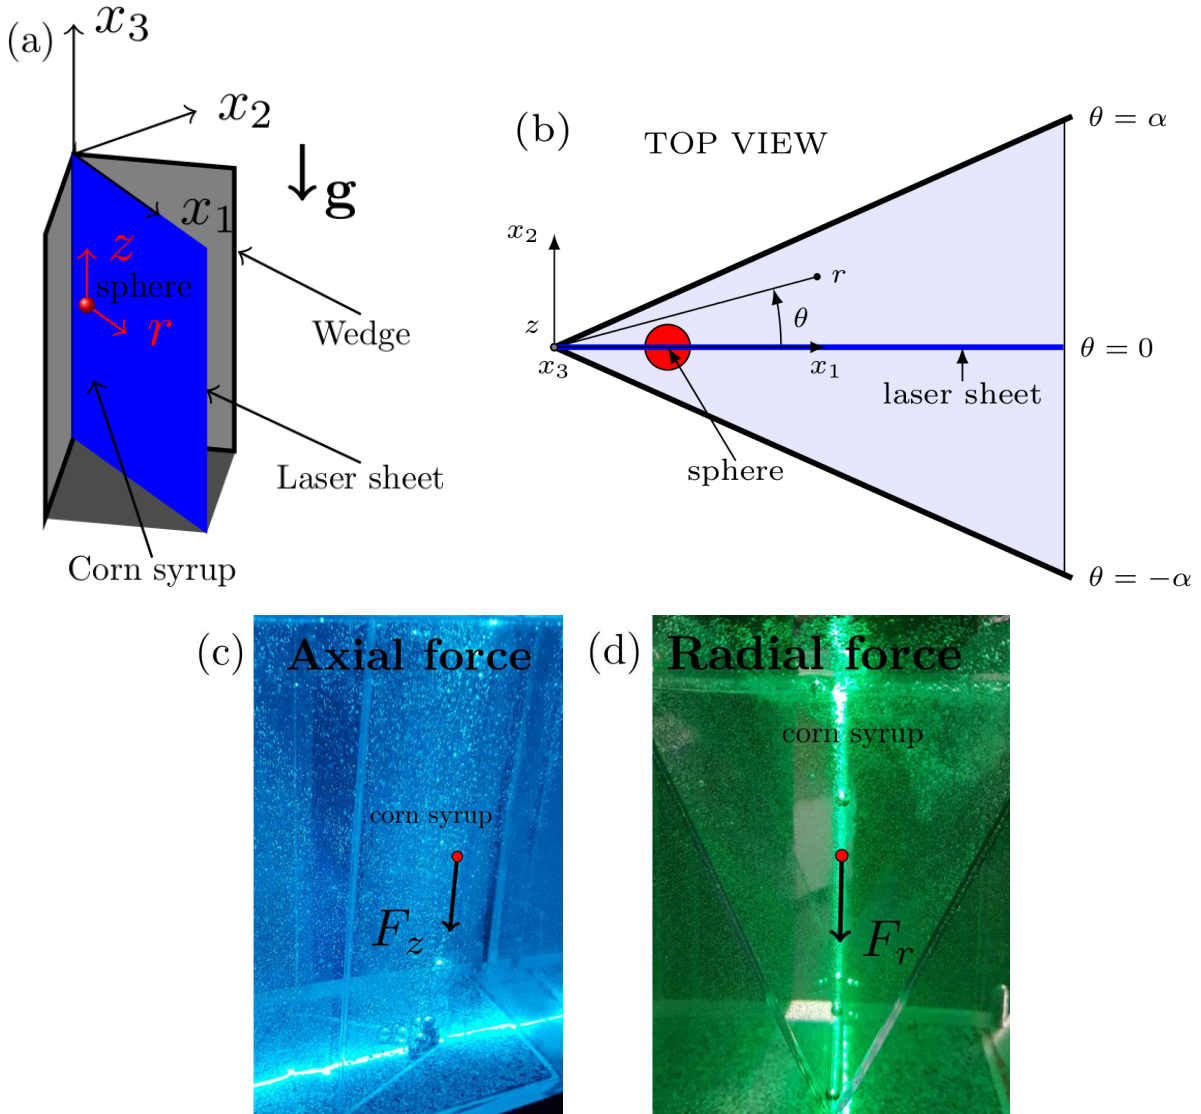 (a)
x3
x2
g
x1
z
sphere
r
Wedge
Laser sheet
Corn syrup
(b)
TOP VIEW
θ = α
x2
r
θ
z
x3
x1
θ = 0
laser sheet
sphere
θ = −α
(c)
Axial force
corn syrup
Fz
(d)
Radial force
corn syrup
Fr